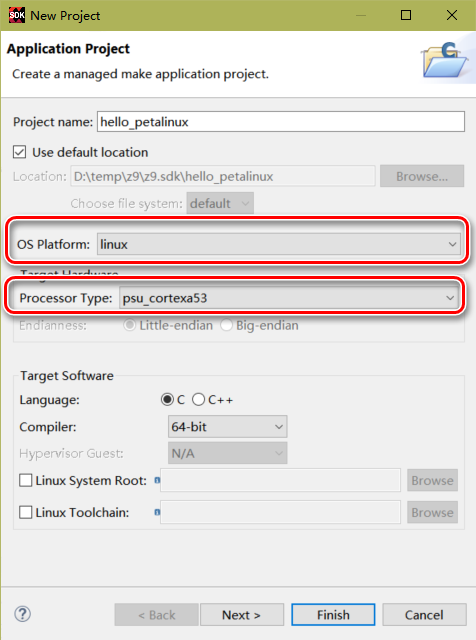 SDK New Project
Application Project
Create a managed make application project.
C
Project name: hello_petalinux
Use default location
Location: D:\temp\z9\z9.sdk\hello_petalinux Browse...
Choose file system: default
OS Platform: linux
Target Hardware
Processor Type: psu_cortexa53
Endianness: Little-endian Big-endian
Target Software
Language: C C++
Compiler: 64-bit
Hypervisor Guest: N/A
Linux System Root: Browse
Linux Toolchain: Browse
? < Back Next > Finish Cancel